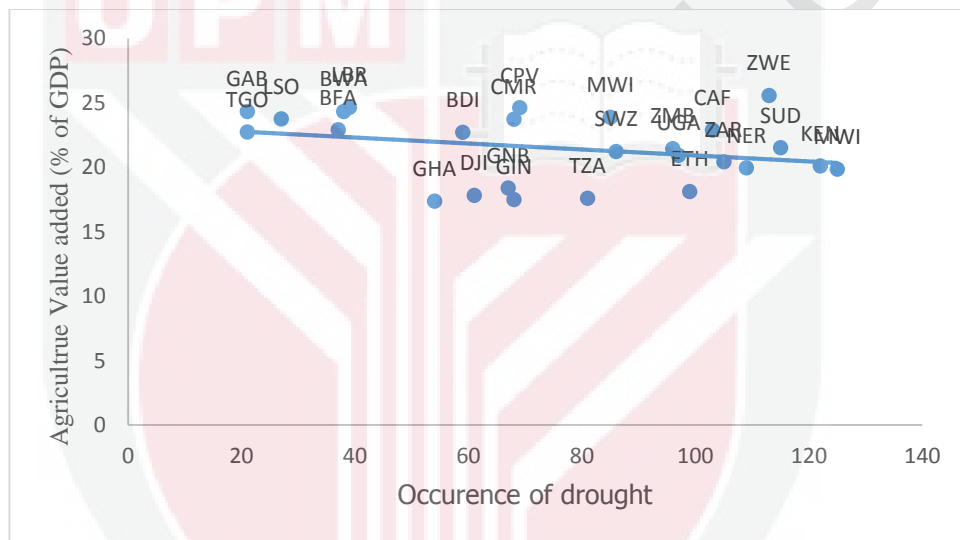 UPM
30
25
20
15
10
5
0
Agricultrue Value added (% of GDP)
GAB
TGO
LSO
LBR
BWA
BFA
BDI
CPV
CMR
MWI
SWZ
ZWE
CAF
ZMB
UGA
ZAR
NER
SUD
KEN
MWI
GHA
DJI
GNB
GIN
TZA
ETH
0 20 40 60 80 100 120 140
Occurence of drought